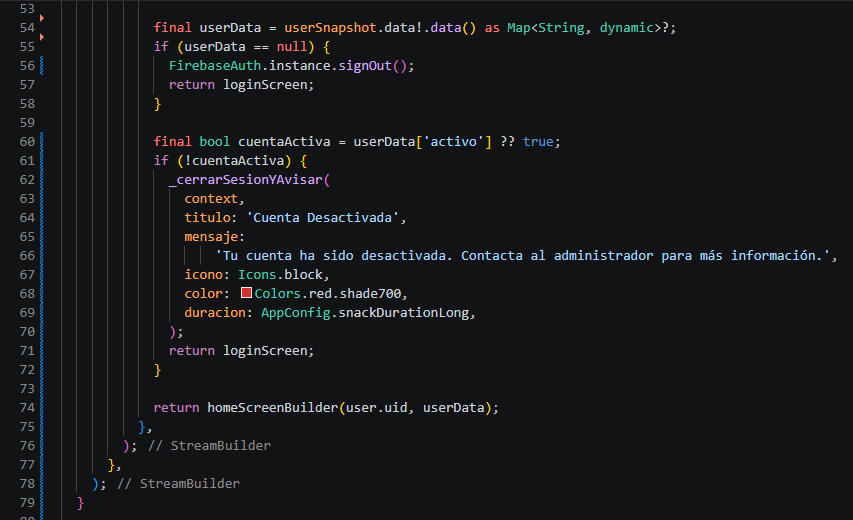 53
54 final userData = userSnapshot.data!.data() as Map<String, dynamic>?;
55 if (userData == null) {
56 FirebaseAuth.instance.signOut();
57 return loginScreen;
58 }
59
60 final bool cuentaActiva = userData['activo'] ?? true;
61 if (!cuentaActiva) {
62 _cerrarSesionYAvisar(
63 context,
64 titulo: 'Cuenta Desactivada',
65 mensaje:
66 'Tu cuenta ha sido desactivada. Contacta al administrador para más información.',
67 icono: Icons.block,
68 color: Colors.red.shade700,
69 duracion: AppConfig.snackDurationLong,
70 );
71 return loginScreen;
72 }
73
74 return homeScreenBuilder(user.uid, userData);
75 },
76 ); // StreamBuilder
77 },
78 ); // StreamBuilder
79 }